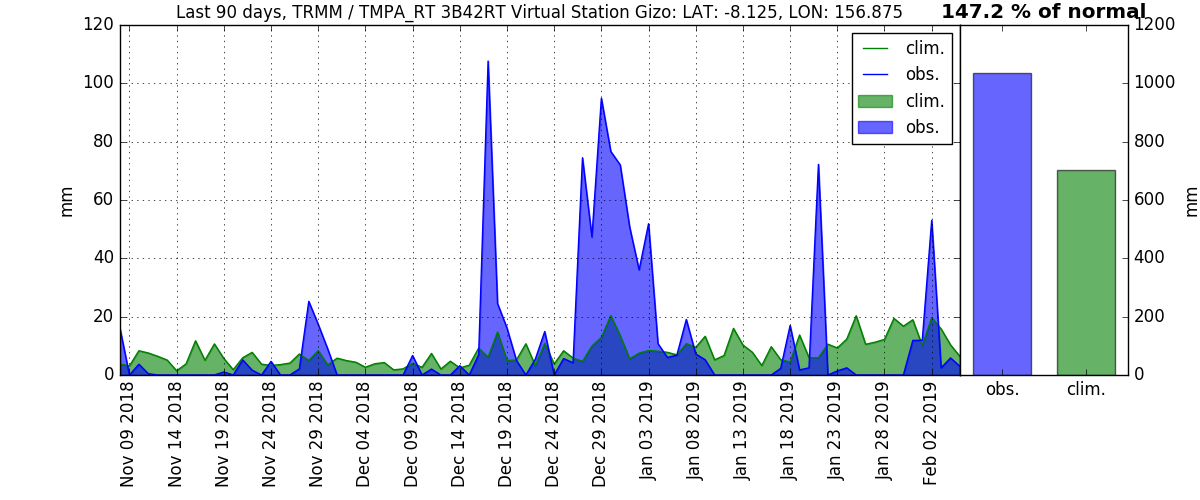 Last 90 days, TRMM / TMPA_RT 3B42RT Virtual Station Gizo: LAT: -8.125, LON: 156.875
147.2 % of normal
120
100
80
60
40
20
0
mm
clim.
obs.
clim.
obs.
1200
1000
800
600
400
200
0
mm
Nov 09 2018
Nov 14 2018
Nov 19 2018
Nov 24 2018
Nov 29 2018
Dec 04 2018
Dec 09 2018
Dec 14 2018
Dec 19 2018
Dec 24 2018
Dec 29 2018
Jan 03 2019
Jan 08 2019
Jan 13 2019
Jan 18 2019
Jan 23 2019
Jan 28 2019
Feb 02 2019
obs.
clim.